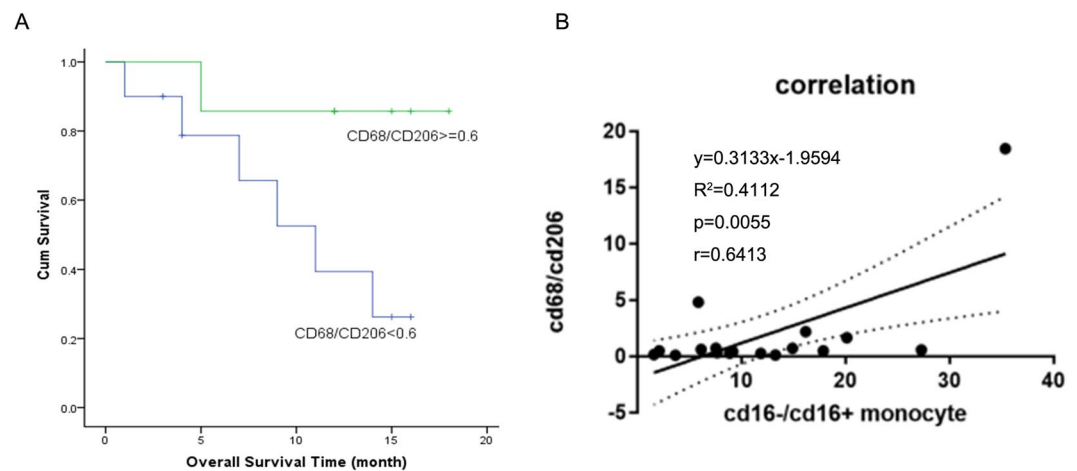 A
1.0
0.8
0.6
0.4
0.2
0.0
Cum Survival
CD68/CD206>=0.6
CD68/CD206<0.6
0 5 10 15 20
Overall Survival Time (month)
B
correlation
y=0.3133x-1.9594
R²=0.4112
p=0.0055
r=0.6413
20
15
10
5
0
-5
cd68/cd206
10 20 30 40
cd16-/cd16+ monocyte